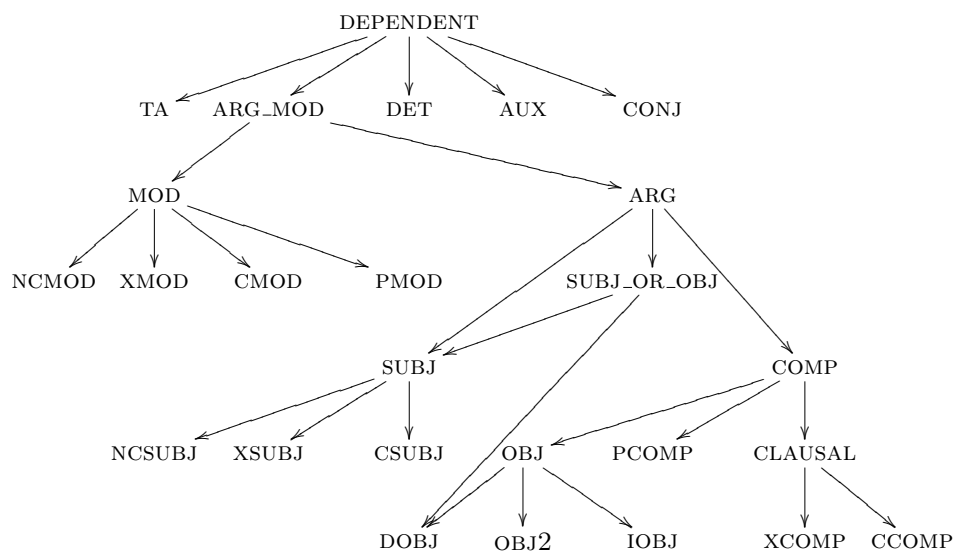 DEPENDENT
TA ARG_MOD DET AUX CONJ
MOD ARG
NCMOD XMOD CMOD PMOD SUBJ_OR_OBJ
SUBJ COMP
NCSUBJ XSUBJ CSUBJ OBJ PCOMP CLAUSAL
DOBJ OBJ2 IOBJ XCOMP CCOMP